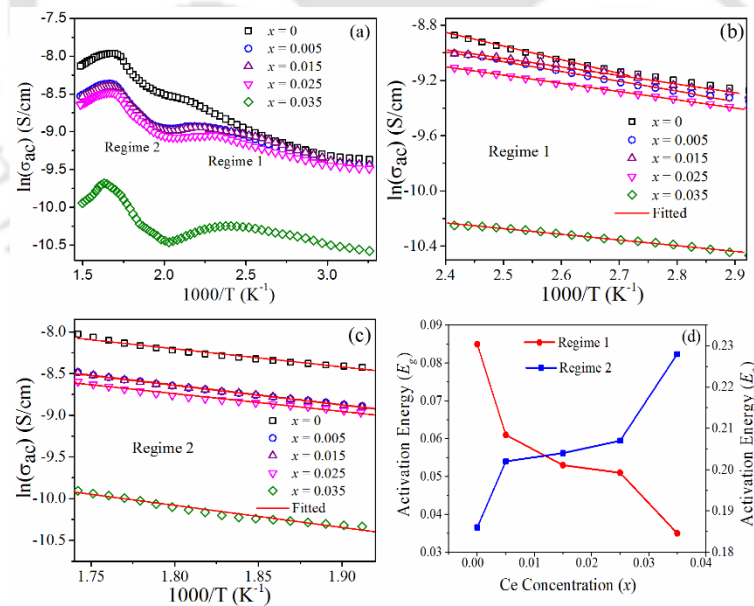 (a)
ln(σac) (S/cm)
-7.5
-8.0
-8.5
-9.0
-9.5
-10.0
-10.5
x = 0
x = 0.005
x = 0.015
x = 0.025
x = 0.035
Regime 2
Regime 1
1.5 2.0 2.5 3.0
1000/T (K-1)
(b)
ln(σac) (S/cm)
-8.8
-9.2
-9.6
-10.0
-10.4
x = 0
x = 0.005
x = 0.015
x = 0.025
x = 0.035
Fitted
Regime 1
2.4 2.5 2.6 2.7 2.8 2.9
1000/T (K-1)
(c)
ln(σac) (S/cm)
-8.0
-8.5
-9.0
-9.5
-10.0
-10.5
Regime 2
x = 0
x = 0.005
x = 0.015
x = 0.025
x = 0.035
Fitted
1.75 1.80 1.85 1.90
1000/T (K-1)
(d)
Activation Energy (Eg)
0.09
0.08
0.07
0.06
0.05
0.04
0.03
Regime 1
Regime 2
0.23
0.22
0.21
0.20
0.19
0.18
Activation Energy (E
0.00 0.01 0.02 0.03 0.04
Ce Concentration (x)